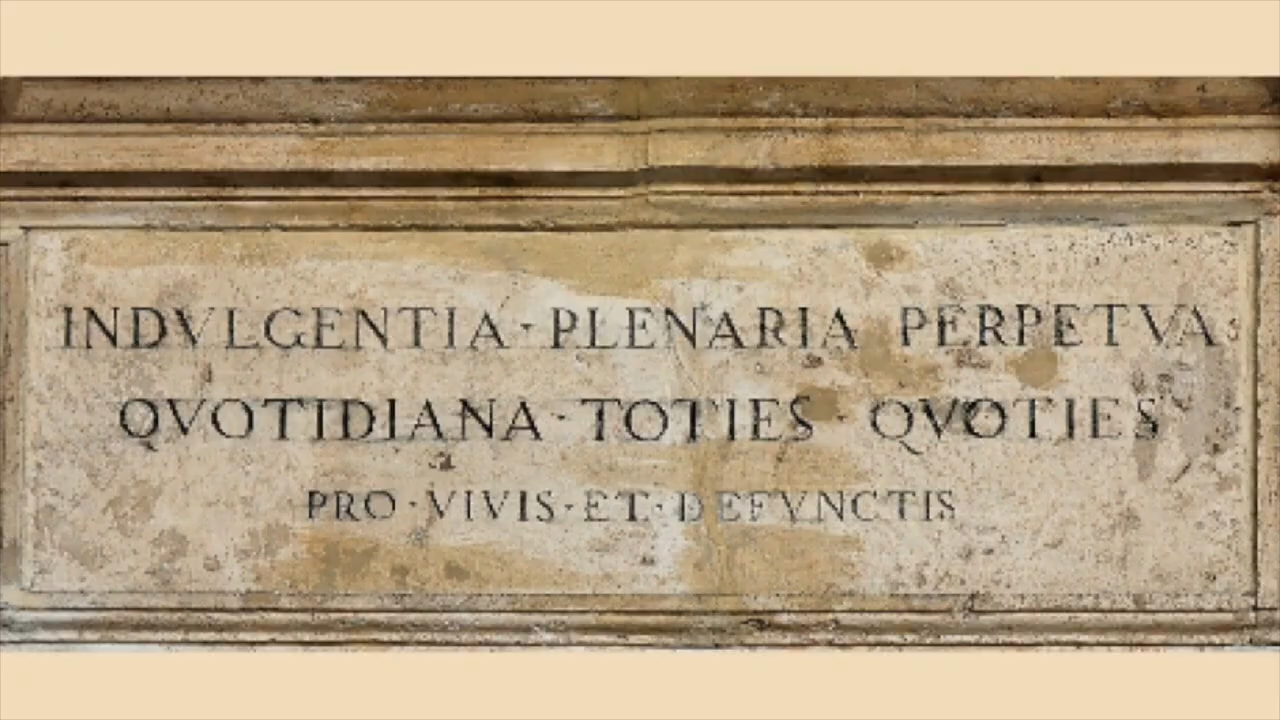 INDVLGENTIA · PLENARIA PERPETVA
QVOTIDIANA · TOTIES QVOTIES
PRO · VIVIS · ET · DEFVNCTIS